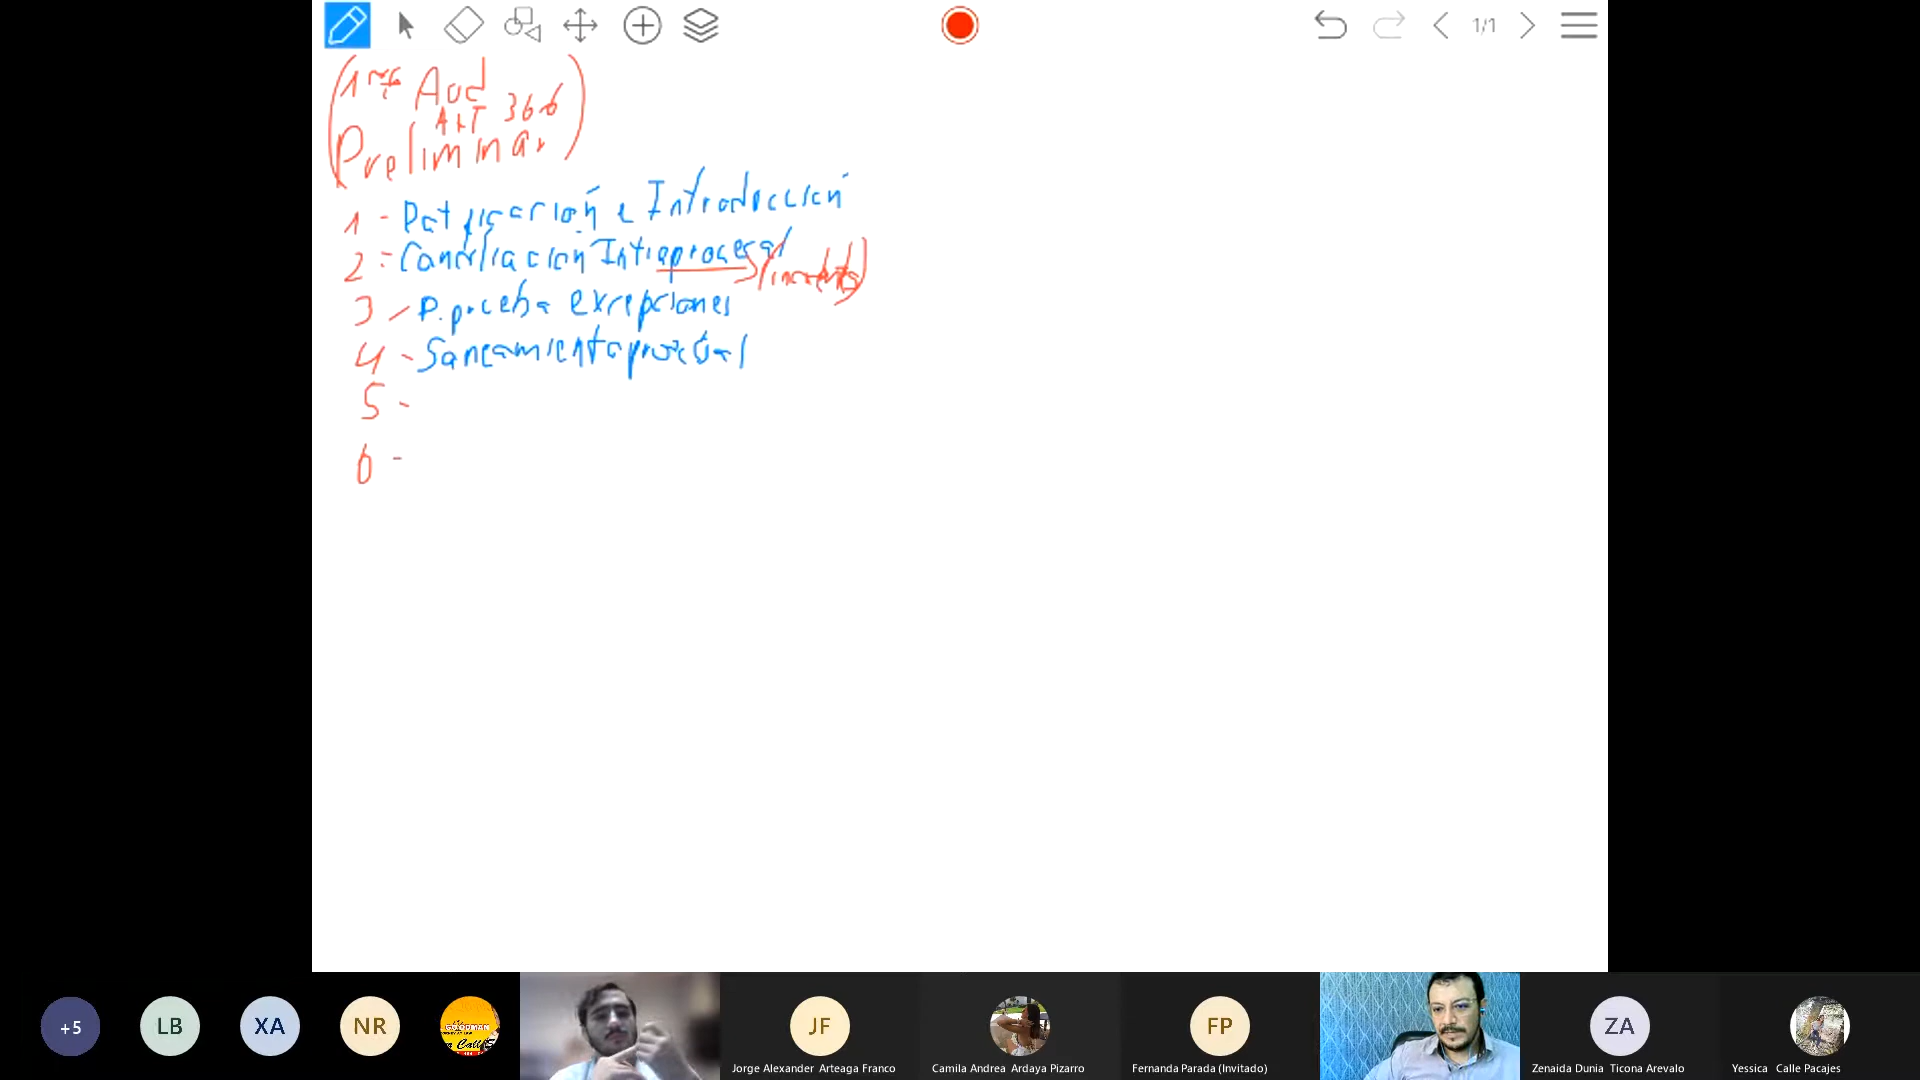 1/1
(1ra Aud
Art 366
Preliminar)
1 - Ratificación e Introducción
2 - Conciliación Intraprocesal
3 - P. prueba excepciones
4 - Saneamiento procesal
5 -
6 -
+5
LB
XA
NR
GOODMAN
JF
Jorge Alexander Arteaga Franco
Camila Andrea Ardaya Pizarro
FP
Fernanda Parada (Invitado)
ZA
Zenaida Dunia Ticona Arevalo
Yessica Calle Pacajes